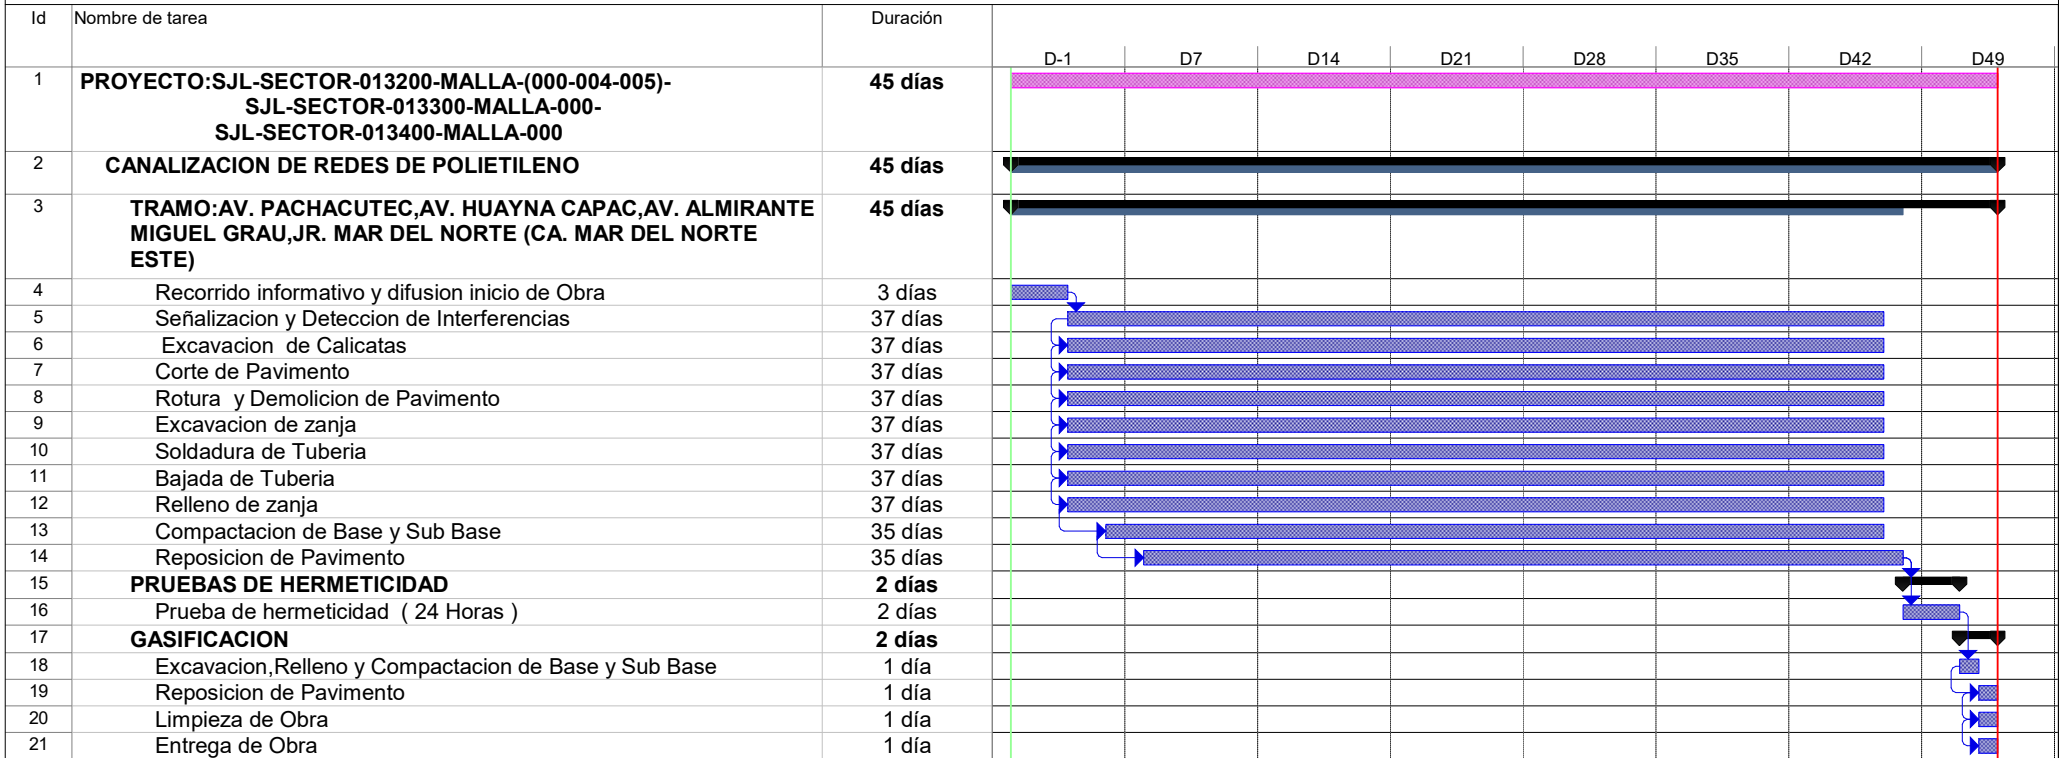 Id Nombre de tarea Duración
D-1 D7 D14 D21 D28 D35 D42 D49
1 PROYECTO:SJL-SECTOR-013200-MALLA-(000-004-005)- 45 días
SJL-SECTOR-013300-MALLA-000-
SJL-SECTOR-013400-MALLA-000
2 CANALIZACION DE REDES DE POLIETILENO 45 días
3 TRAMO:AV. PACHACUTEC,AV. HUAYNA CAPAC,AV. ALMIRANTE 45 días
MIGUEL GRAU,JR. MAR DEL NORTE (CA. MAR DEL NORTE
ESTE)
4 Recorrido informativo y difusion inicio de Obra 3 días
5 Señalizacion y Deteccion de Interferencias 37 días
6 Excavacion de Calicatas 37 días
7 Corte de Pavimento 37 días
8 Rotura y Demolicion de Pavimento 37 días
9 Excavacion de zanja 37 días
10 Soldadura de Tuberia 37 días
11 Bajada de Tuberia 37 días
12 Relleno de zanja 37 días
13 Compactacion de Base y Sub Base 35 días
14 Reposicion de Pavimento 35 días
15 PRUEBAS DE HERMETICIDAD 2 días
16 Prueba de hermeticidad ( 24 Horas ) 2 días
17 GASIFICACION 2 días
18 Excavacion,Relleno y Compactacion de Base y Sub Base 1 día
19 Reposicion de Pavimento 1 día
20 Limpieza de Obra 1 día
21 Entrega de Obra 1 día